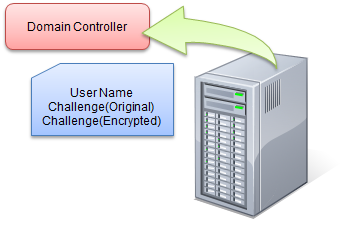 Domain Controller
User Name
Challenge(Original)
Challenge(Encrypted)